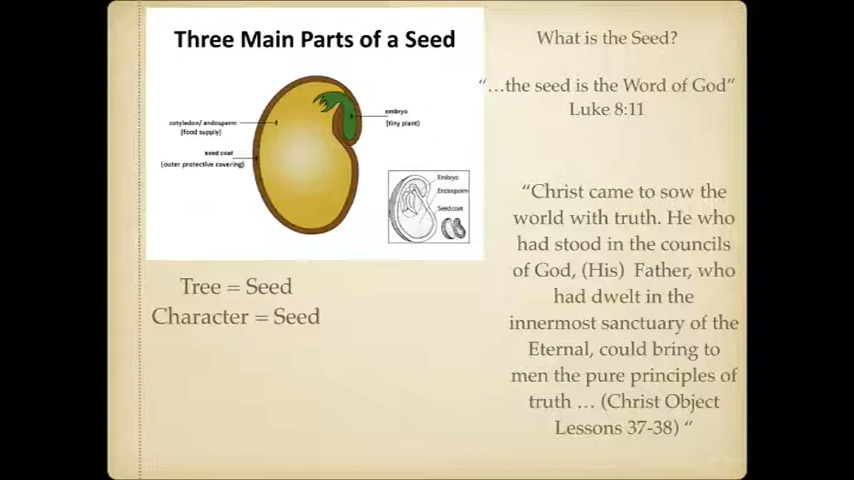 Three Main Parts of a Seed
cotyledon/ endosperm
(food supply)
seed coat
(outer protective covering)
embryo
(tiny plant)
Embryo
Endosperm
Seed coat
Tree = Seed
Character = Seed
What is the Seed?
“…the seed is the Word of God”
Luke 8:11
“Christ came to sow the
world with truth. He who
had stood in the councils
of God, (His) Father, who
had dwelt in the
innermost sanctuary of the
Eternal, could bring to
men the pure principles of
truth … (Christ Object
Lessons 37-38) “